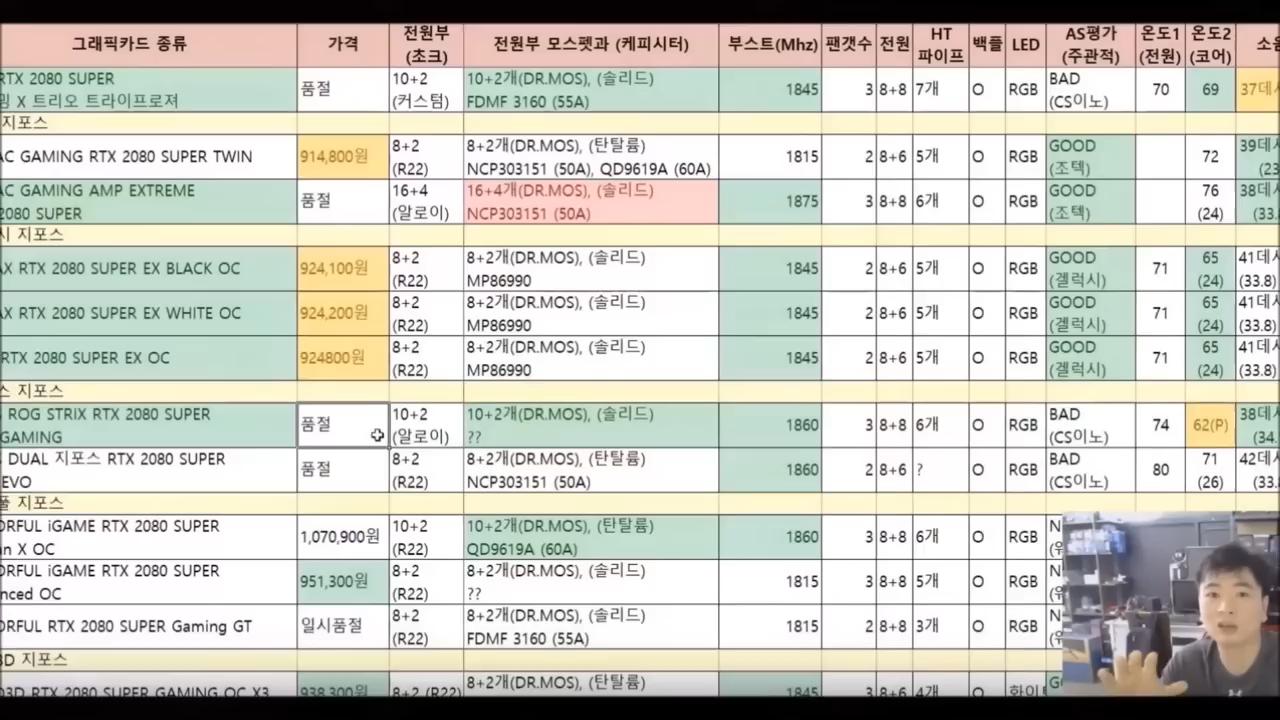 그래픽카드 종류 가격 전원부 (초크) 전원부 모스펫과 (케피시터) 부스트(Mhz) 팬갯수 전원 HT 파이프 백플 LED AS평가 (주관적) 온도1 (전원) 온도2 (코어)
RTX 2080 SUPER 품절 10+2 10+2개(DR.MOS), (솔리드) 1845 3 8+8 7개 O RGB BAD 70 69
X 트리오 트라이프로져 (커스텀) FDMF 3160 (55A) (CS이노)
지포스
GAMING RTX 2080 SUPER TWIN 914,800원 8+2 8+2개(DR.MOS), (탄탈륨) 1815 2 8+6 5개 O RGB GOOD 72
(R22) NCP303151 (50A), QD9619A (60A) (조텍)
GAMING AMP EXTREME 품절 16+4 16+4개(DR.MOS), (솔리드) 1875 3 8+8 6개 O RGB GOOD 76
2080 SUPER (알로이) NCP303151 (50A) (조텍) (24)
지포스
RTX 2080 SUPER EX BLACK OC 924,100원 8+2 8+2개(DR.MOS), (솔리드) 1845 2 8+6 5개 O RGB GOOD 71 65
(R22) MP86990 (겔럭시) (24) (33.8)
RTX 2080 SUPER EX WHITE OC 924,200원 8+2 8+2개(DR.MOS), (솔리드) 1845 2 8+6 5개 O RGB GOOD 71 65
(R22) MP86990 (겔럭시) (24) (33.8)
RTX 2080 SUPER EX OC 924800원 8+2 8+2개(DR.MOS), (솔리드) 1845 2 8+6 5개 O RGB GOOD 71 65
(R22) MP86990 (겔럭시) (24) (33.8)
지포스
ROG STRIX RTX 2080 SUPER 품절 10+2 10+2개(DR.MOS), (솔리드) 1860 3 8+8 6개 O RGB BAD 74 62(P)
GAMING (알로이) ?? (CS이노)
DUAL 지포스 RTX 2080 SUPER 품절 8+2 8+2개(DR.MOS), (탄탈륨) 1860 2 8+6 ? O RGB BAD 80 71
EVO (R22) NCP303151 (50A) (CS이노) (26)
지포스
iGAME RTX 2080 SUPER 1,070,900원 10+2 10+2개(DR.MOS), (탄탈륨) 1860 3 8+8 6개 O RGB
X OC (R22) QD9619A (60A)
iGAME RTX 2080 SUPER 951,300원 8+2 8+2개(DR.MOS), (솔리드) 1815 3 8+8 5개 O RGB
OC (R22) ??
RTX 2080 SUPER Gaming GT 일시품절 8+2 8+2개(DR.MOS), (솔리드) 1815 2 8+8 3개 O RGB
(R22) FDMF 3160 (55A)
지포스
RTX 2080 SUPER GAMING OC X3 938,300원 8+2 (R22) 8+2개(DR.MOS), (탄탈륨) 1845 3 8+6 4개 O